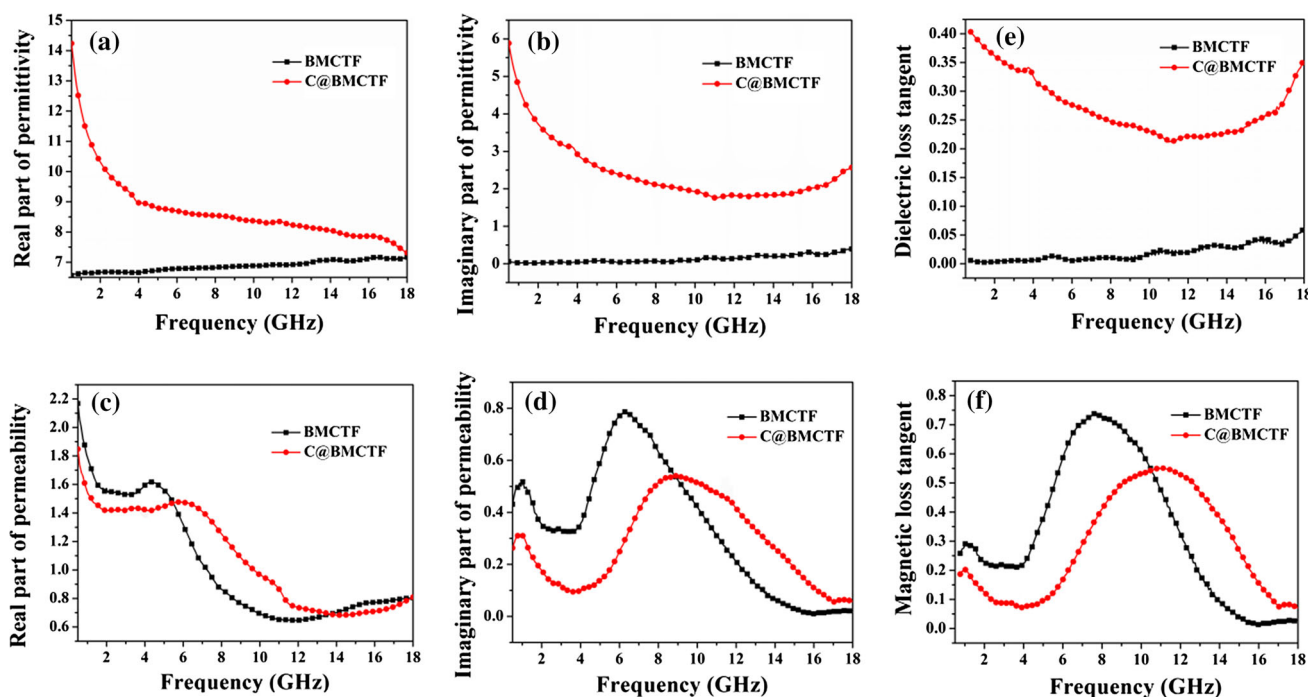 (a)
BMCTF
C@BMCTF
Real part of permittivity
15
14
13
12
11
10
9
8
7
2 4 6 8 10 12 14 16 18
Frequency (GHz)
(b)
BMCTF
C@BMCTF
Imaginary part of permittivity
6
5
4
3
2
1
0
2 4 6 8 10 12 14 16 18
Frequency (GHz)
(e)
BMCTF
C@BMCTF
Dielectric loss tangent
0.40
0.35
0.30
0.25
0.20
0.15
0.10
0.05
0.00
2 4 6 8 10 12 14 16 18
Frequency (GHz)
(c)
BMCTF
C@BMCTF
Real part of permeability
2.2
2.0
1.8
1.6
1.4
1.2
1.0
0.8
0.6
2 4 6 8 10 12 14 16 18
Frequency (GHz)
(d)
BMCTF
C@BMCTF
Imaginary part of permeability
0.8
0.6
0.4
0.2
0.0
2 4 6 8 10 12 14 16 18
Frequency (GHz)
(f)
BMCTF
C@BMCTF
Magnetic loss tangent
0.8
0.7
0.6
0.5
0.4
0.3
0.2
0.1
0.0
2 4 6 8 10 12 14 16 18
Frequency (GHz)